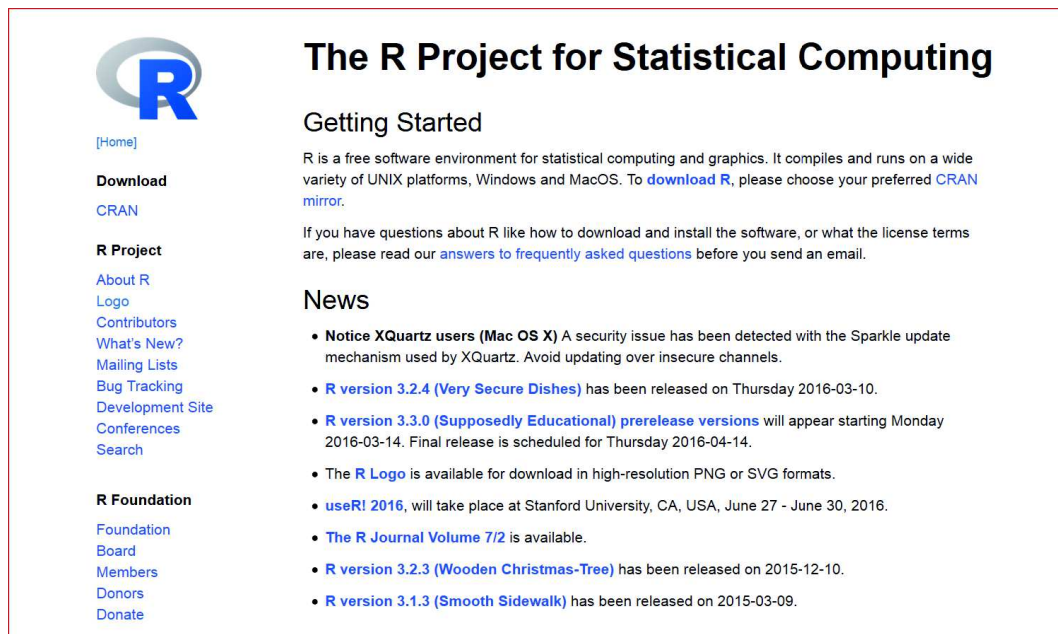 R
[Home]
Download
CRAN
R Project
About R
Logo
Contributors
What's New?
Mailing Lists
Bug Tracking
Development Site
Conferences
Search
R Foundation
Foundation
Board
Members
Donors
Donate
The R Project for Statistical Computing
Getting Started
R is a free software environment for statistical computing and graphics. It compiles and runs on a wide
variety of UNIX platforms, Windows and MacOS. To download R, please choose your preferred CRAN
mirror.
If you have questions about R like how to download and install the software, or what the license terms
are, please read our answers to frequently asked questions before you send an email.
News
• Notice XQuartz users (Mac OS X) A security issue has been detected with the Sparkle update
mechanism used by XQuartz. Avoid updating over insecure channels.
• R version 3.2.4 (Very Secure Dishes) has been released on Thursday 2016-03-10.
• R version 3.3.0 (Supposedly Educational) prerelease versions will appear starting Monday
2016-03-14. Final release is scheduled for Thursday 2016-04-14.
• The R Logo is available for download in high-resolution PNG or SVG formats.
• useR! 2016, will take place at Stanford University, CA, USA, June 27 - June 30, 2016.
• The R Journal Volume 7/2 is available.
• R version 3.2.3 (Wooden Christmas-Tree) has been released on 2015-12-10.
• R version 3.1.3 (Smooth Sidewalk) has been released on 2015-03-09.